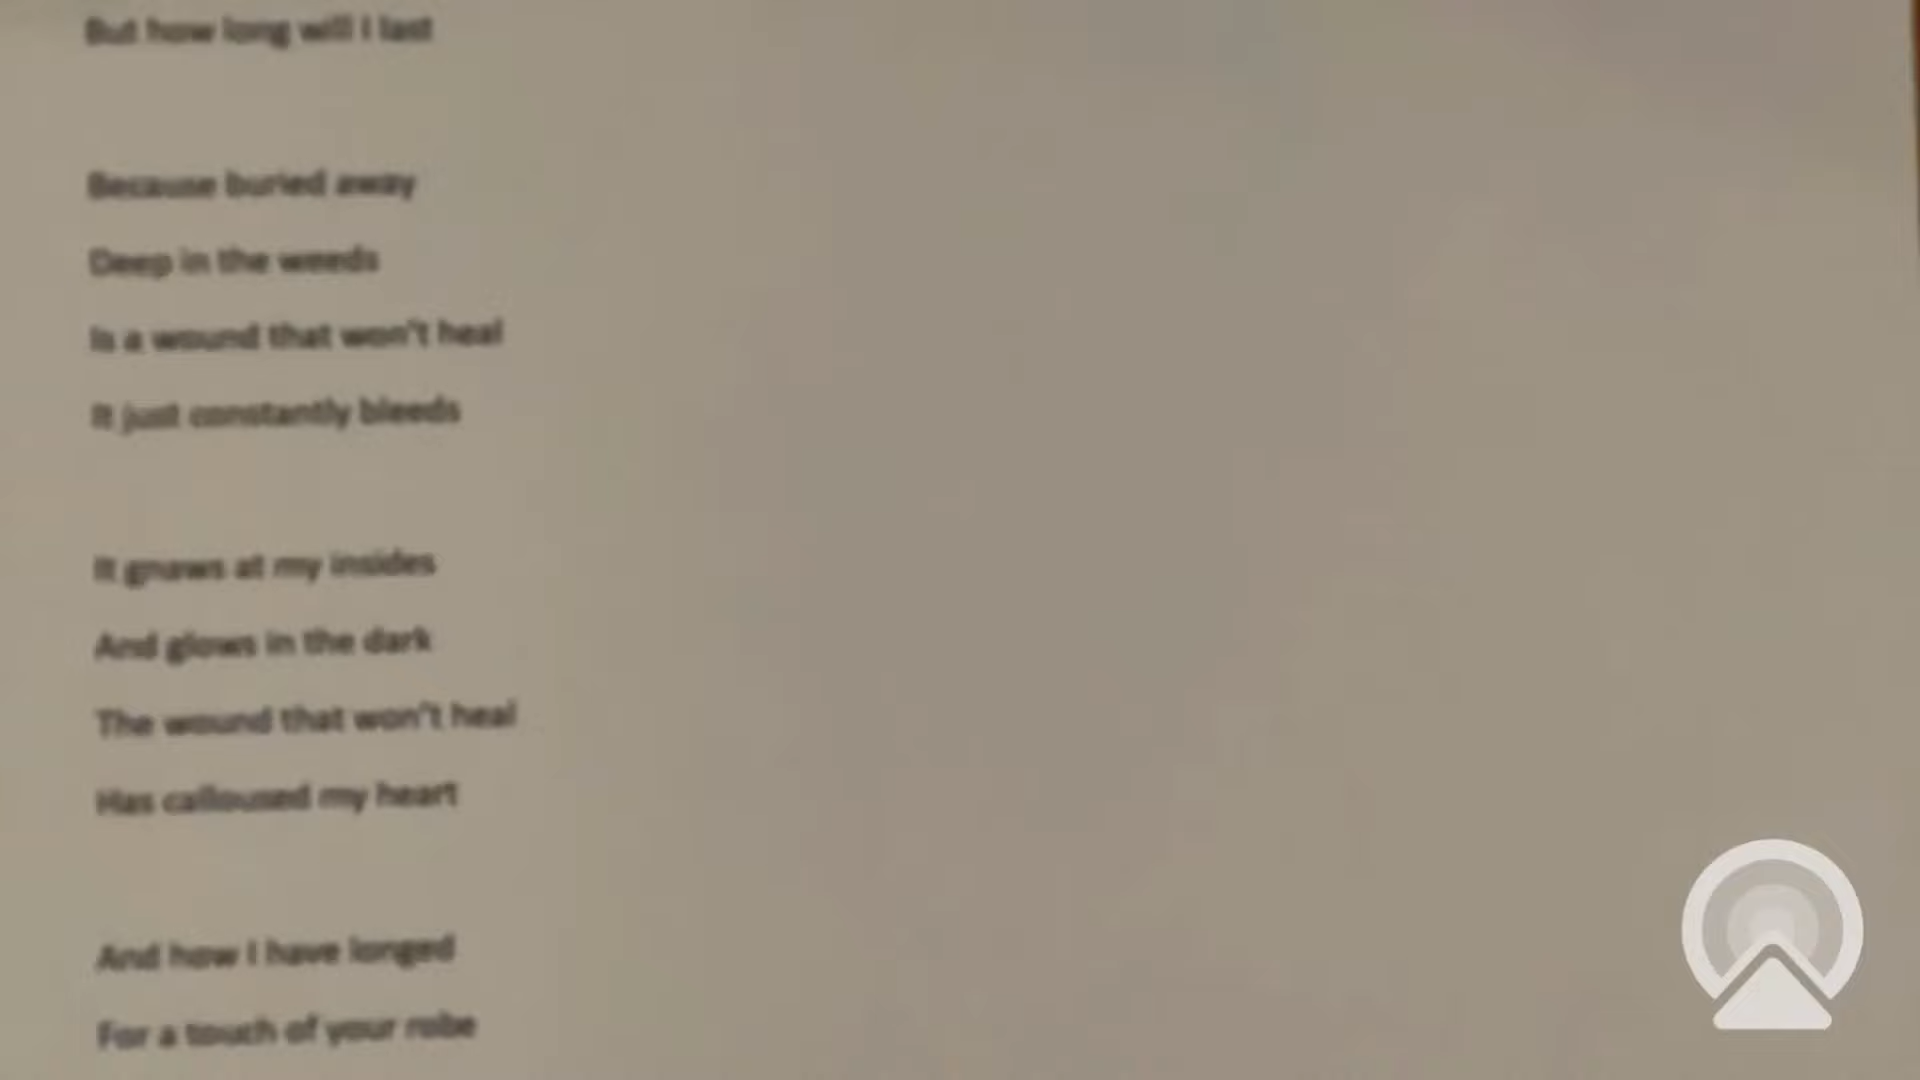 But how long will I last
Because buried away
Deep in the weeds
Is a wound that won't heal
It just constantly bleeds
It gnaws at my insides
And glows in the dark
The wound that won't heal
Has calloused my heart
And how I have longed
For a touch of your robe